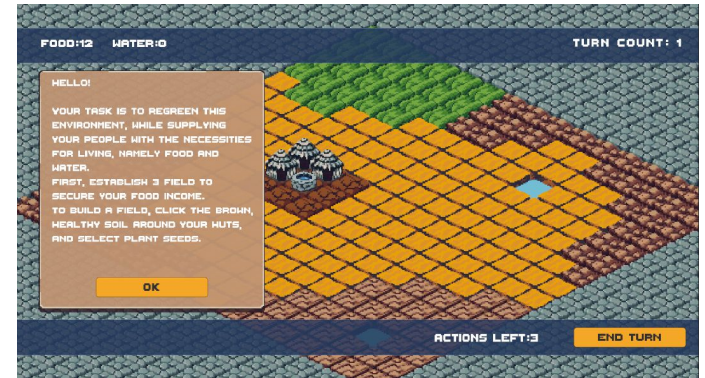 FOOD:12 WATER:0
TURN COUNT: 1
HELLO!
YOUR TASK IS TO REGREEN THIS
ENVIRONMENT, WHILE SUPPLYING
YOUR PEOPLE WITH THE NECESSITIES
FOR LIVING, NAMELY FOOD AND
WATER.
FIRST, ESTABLISH 3 FIELD TO
SECURE YOUR FOOD INCOME.
TO BUILD A FIELD, CLICK THE BROWN,
HEALTHY SOIL AROUND YOUR HUTS,
AND SELECT PLANT SEEDS.
OK
ACTIONS LEFT:3
END TURN